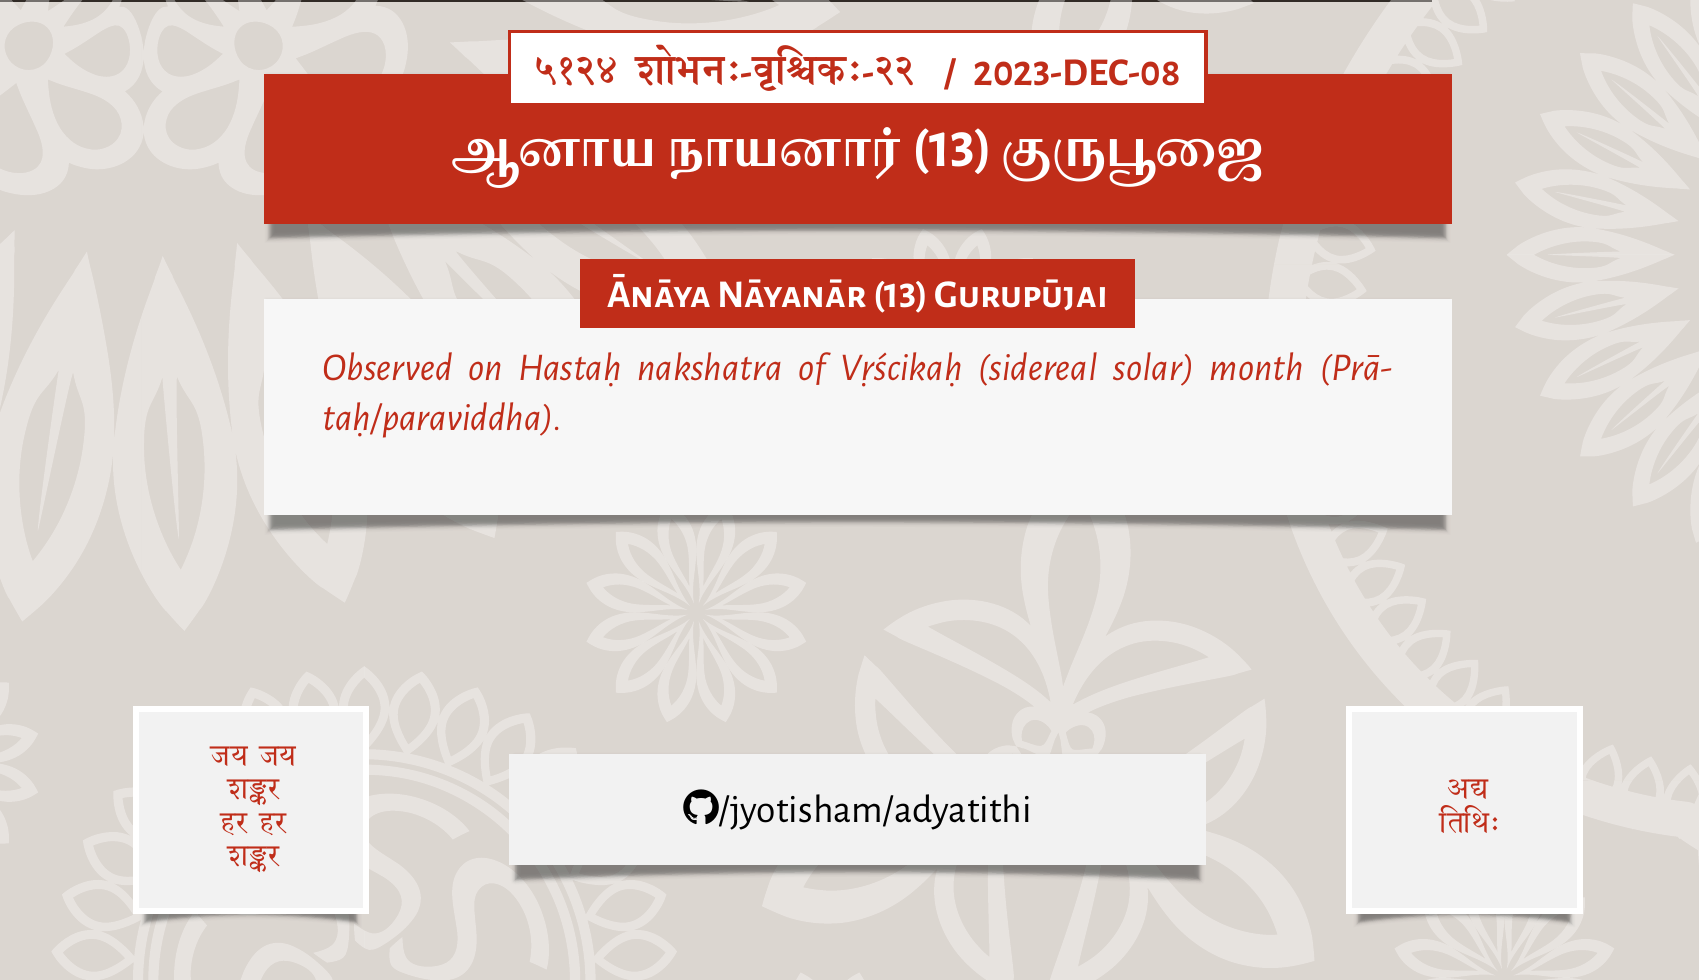 ५१२४ शोभनः-वृश्चिकः-२२ / 2023-DEC-08
ஆனாய நாயனார் (13) குருபூஜை
Ānāya Nāyanār (13) Gurupūjai
Observed on Hastaḥ nakshatra of Vṛścikaḥ (sidereal solar) month (Prā-
taḥ/paraviddha).
जय जय
शङ्कर
हर हर
शङ्कर
/jyotisham/adyatithi
अद्य
तिथिः